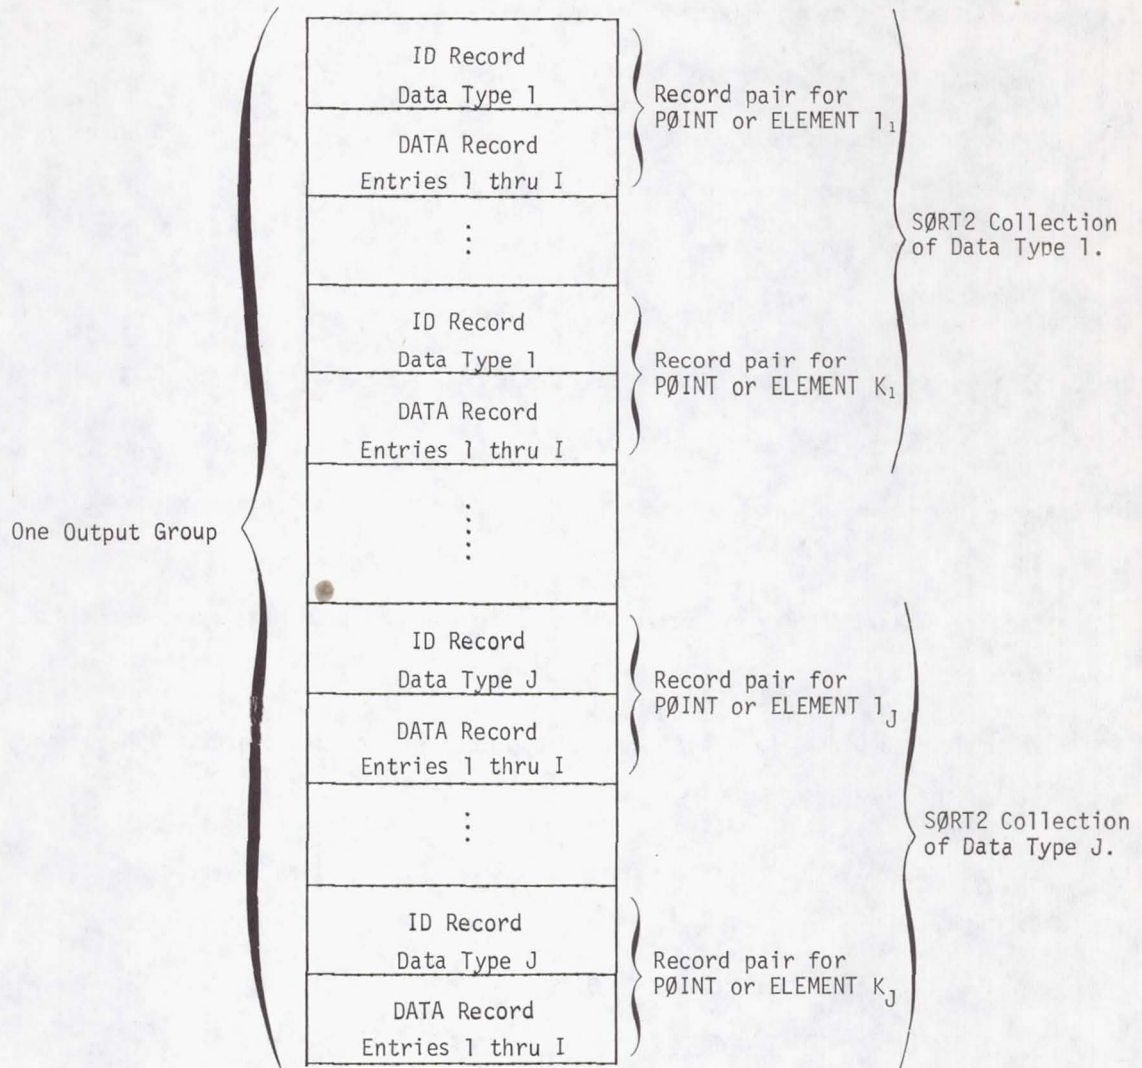 ID Record
Data Type 1
Record pair for
PØINT or ELEMENT 1₁
DATA Record
Entries 1 thru I
SØRT2 Collection
of Data Type 1.
⋮
ID Record
Data Type 1
Record pair for
PØINT or ELEMENT K₁
DATA Record
Entries 1 thru I
⋮
One Output Group
ID Record
Data Type J
Record pair for
PØINT or ELEMENT 1_J
DATA Record
Entries 1 thru I
⋮
SØRT2 Collection
of Data Type J.
ID Record
Data Type J
Record pair for
PØINT or ELEMENT K_J
DATA Record
Entries 1 thru I